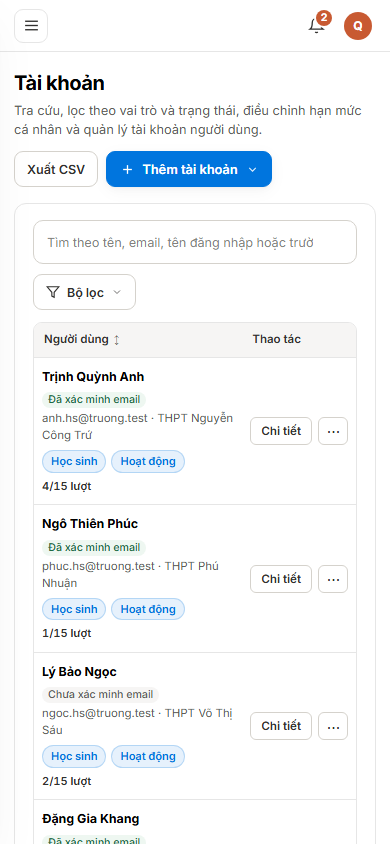 2
Q
Tài khoản
Tra cứu, lọc theo vai trò và trạng thái, điều chỉnh hạn mức
cá nhân và quản lý tài khoản người dùng.
Xuất CSV
+ Thêm tài khoản
Tìm theo tên, email, tên đăng nhập hoặc trườ
Bộ lọc
Người dùng ↕ Thao tác
Trịnh Quỳnh Anh
Đã xác minh email
anh.hs@truong.test · THPT Nguyễn
Công Trứ
Chi tiết ...
Học sinh Hoạt động
4/15 lượt
Ngô Thiên Phúc
Đã xác minh email
phuc.hs@truong.test · THPT Phú
Nhuận
Chi tiết ...
Học sinh Hoạt động
1/15 lượt
Lý Bảo Ngọc
Chưa xác minh email
ngoc.hs@truong.test · THPT Võ Thị
Sáu
Chi tiết ...
Học sinh Hoạt động
2/15 lượt
Đặng Gia Khang
Đã xác minh email